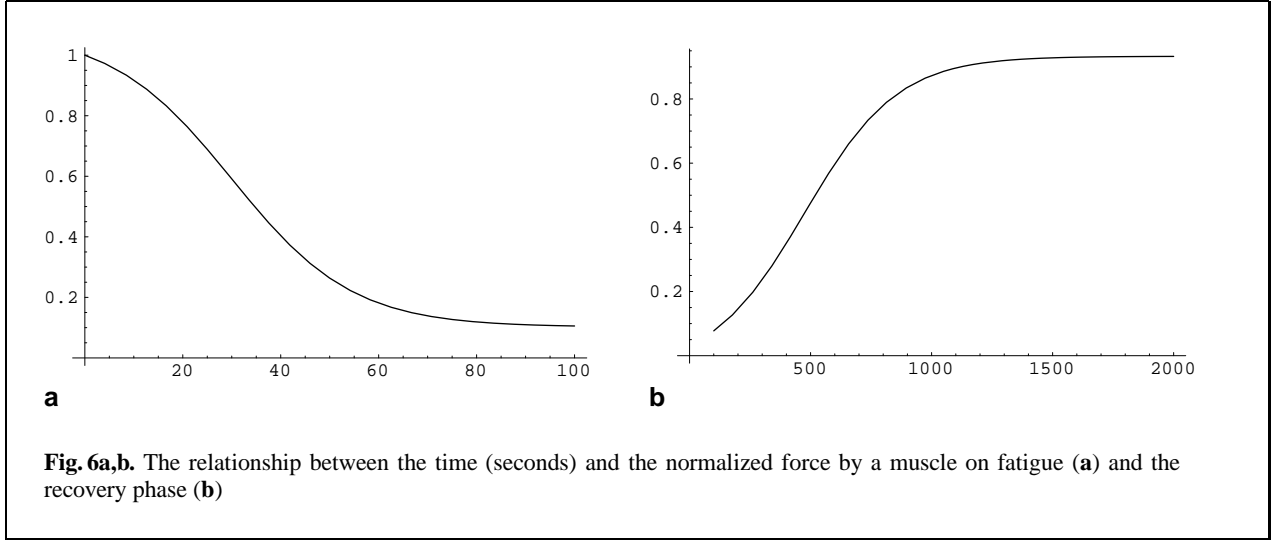 1
0.8
0.6
0.4
0.2
20 40 60 80 100
a
0.8
0.6
0.4
0.2
500 1000 1500 2000
b
Fig. 6a,b. The relationship between the time (seconds) and the normalized force by a muscle on fatigue (a) and the
recovery phase (b)